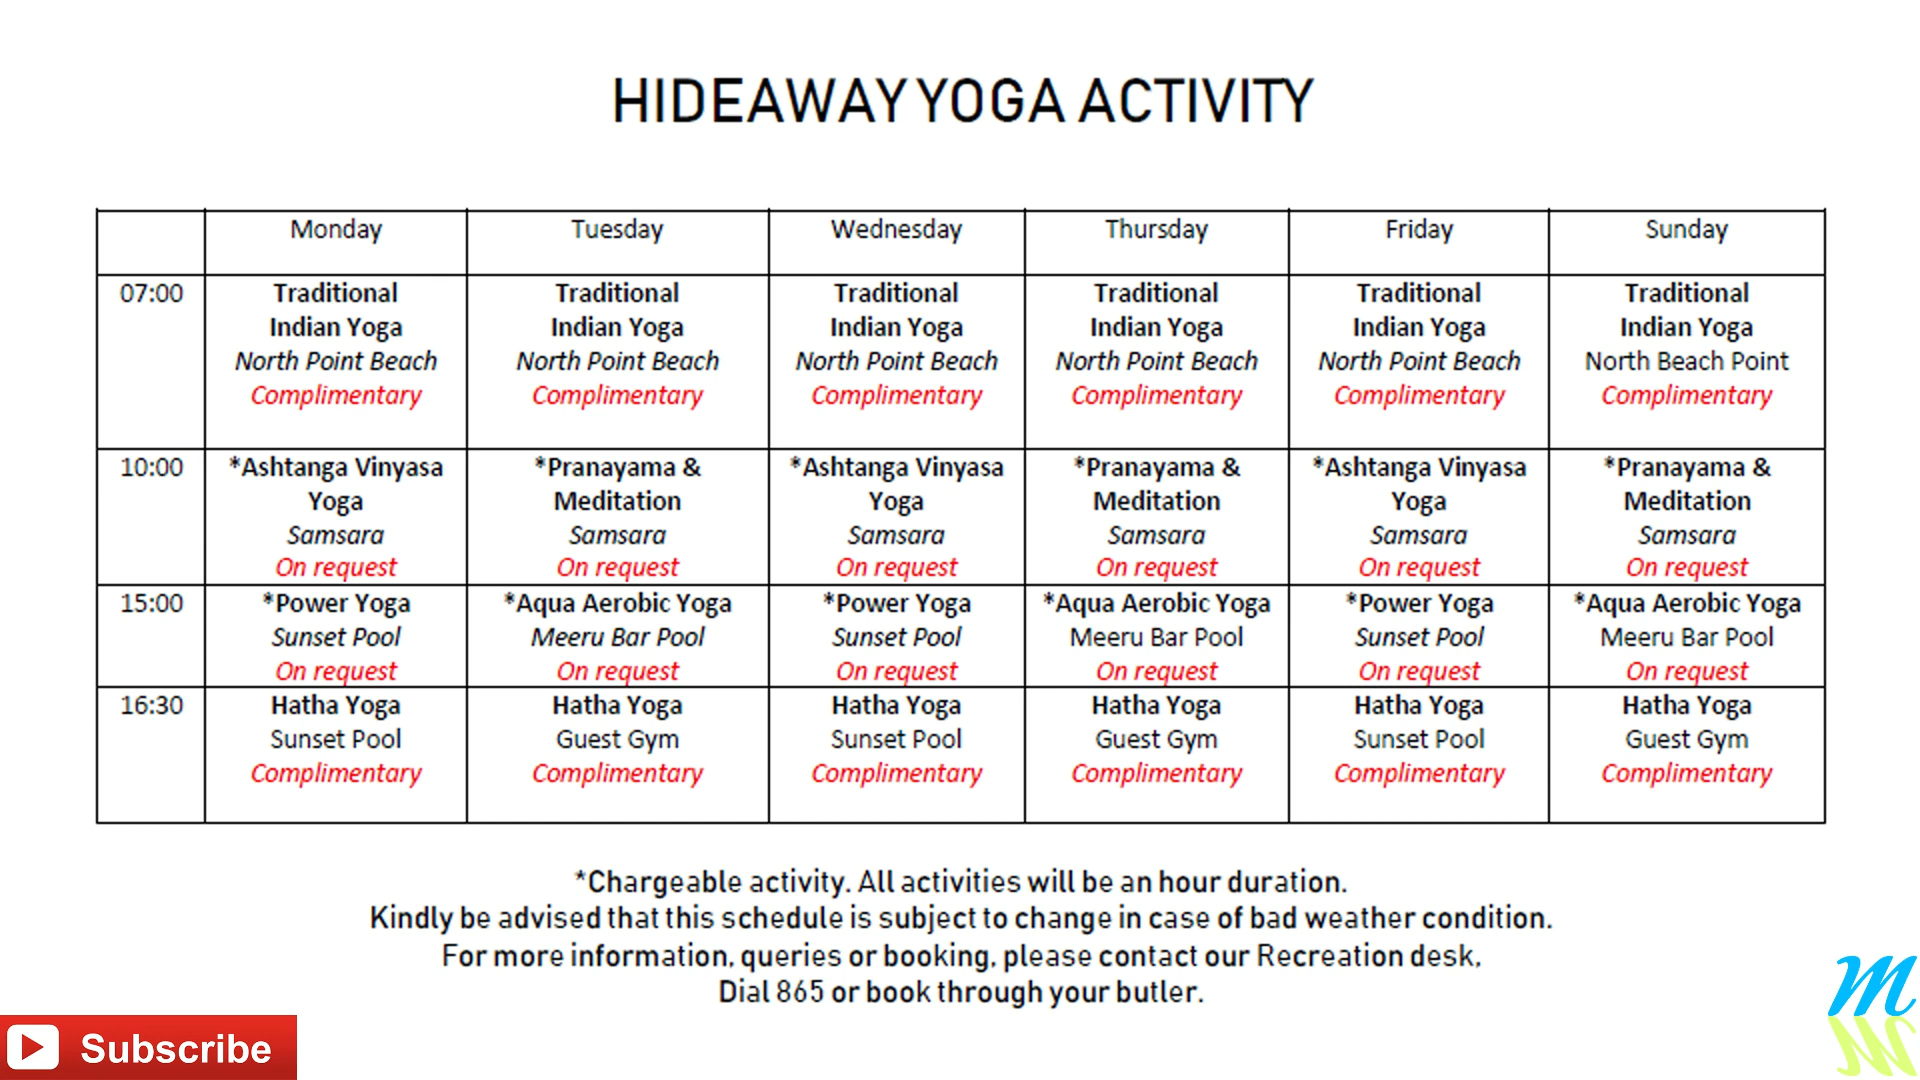 HIDEAWAY YOGA ACTIVITY
Monday Tuesday Wednesday Thursday Friday Sunday
07:00 Traditional Traditional Traditional Traditional Traditional Traditional
Indian Yoga Indian Yoga Indian Yoga Indian Yoga Indian Yoga Indian Yoga
North Point Beach North Point Beach North Point Beach North Point Beach North Point Beach North Beach Point
Complimentary Complimentary Complimentary Complimentary Complimentary Complimentary
10:00 *Ashtanga Vinyasa *Pranayama & *Ashtanga Vinyasa *Pranayama & *Ashtanga Vinyasa *Pranayama &
Yoga Meditation Yoga Meditation Yoga Meditation
Samsara Samsara Samsara Samsara Samsara Samsara
On request On request On request On request On request On request
15:00 *Power Yoga *Aqua Aerobic Yoga *Power Yoga *Aqua Aerobic Yoga *Power Yoga *Aqua Aerobic Yoga
Sunset Pool Meeru Bar Pool Sunset Pool Meeru Bar Pool Sunset Pool Meeru Bar Pool
On request On request On request On request On request On request
16:30 Hatha Yoga Hatha Yoga Hatha Yoga Hatha Yoga Hatha Yoga Hatha Yoga
Sunset Pool Guest Gym Sunset Pool Guest Gym Sunset Pool Guest Gym
Complimentary Complimentary Complimentary Complimentary Complimentary Complimentary
*Chargeable activity. All activities will be an hour duration.
Kindly be advised that this schedule is subject to change in case of bad weather condition.
For more information, queries or booking, please contact our Recreation desk,
Dial 865 or book through your butler.
Subscribe
M